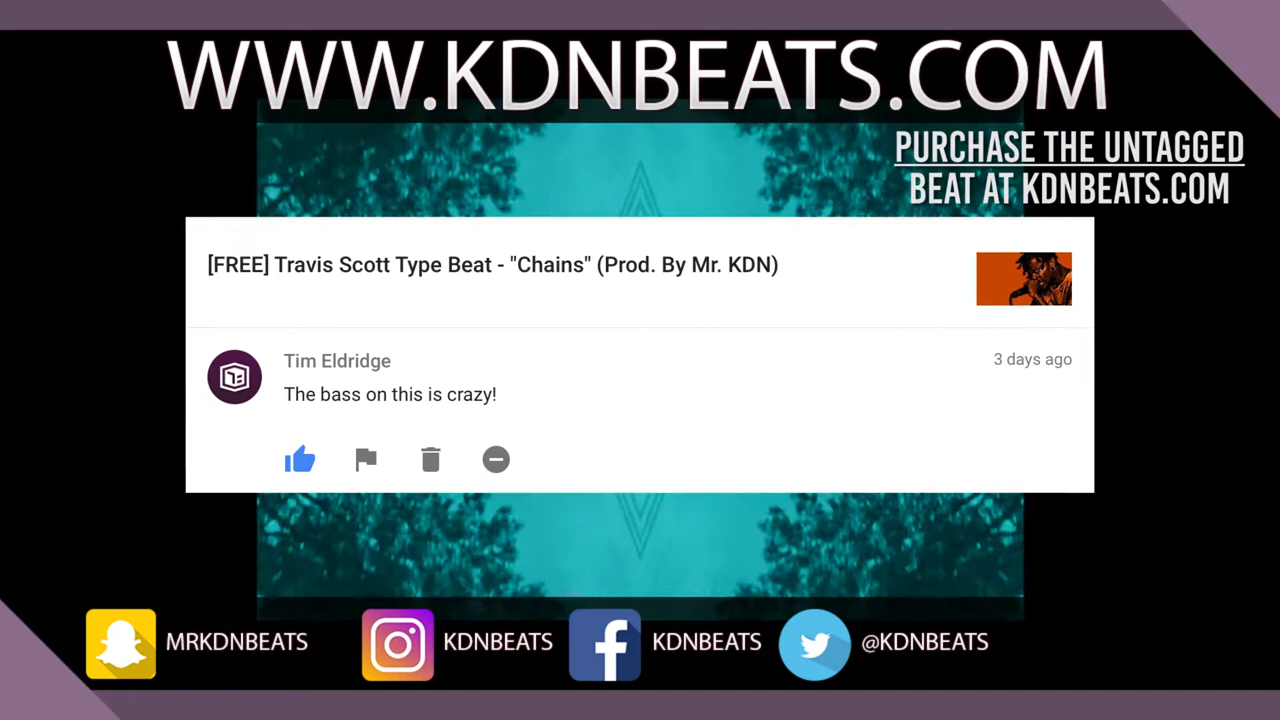 WWW.KDNBEATS.COM
PURCHASE THE UNTAGGED
BEAT AT KDNBEATS.COM
[FREE] Travis Scott Type Beat - "Chains" (Prod. By Mr. KDN)
Tim Eldridge
3 days ago
The bass on this is crazy!
MRKDNBEATS
KDNBEATS
KDNBEATS
@KDNBEATS